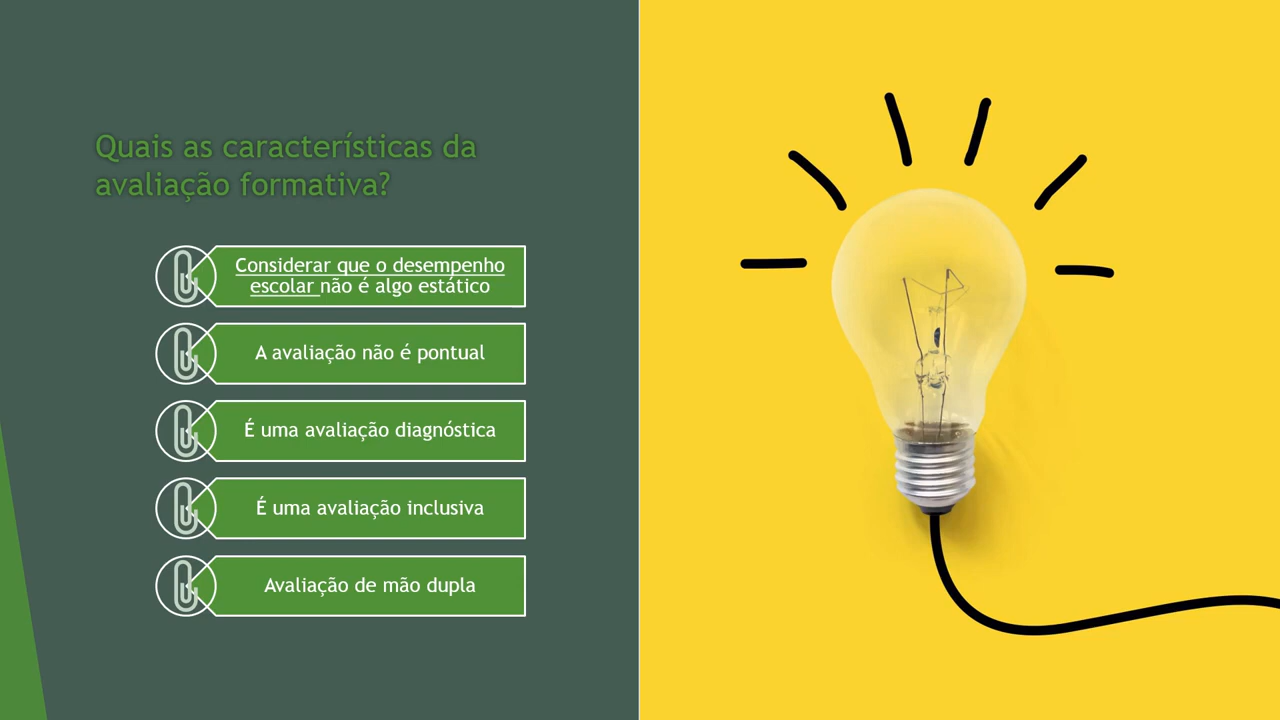 Quais as características da
avaliação formativa?
Considerar que o desempenho
escolar não é algo estático
A avaliação não é pontual
É uma avaliação diagnóstica
É uma avaliação inclusiva
Avaliação de mão dupla